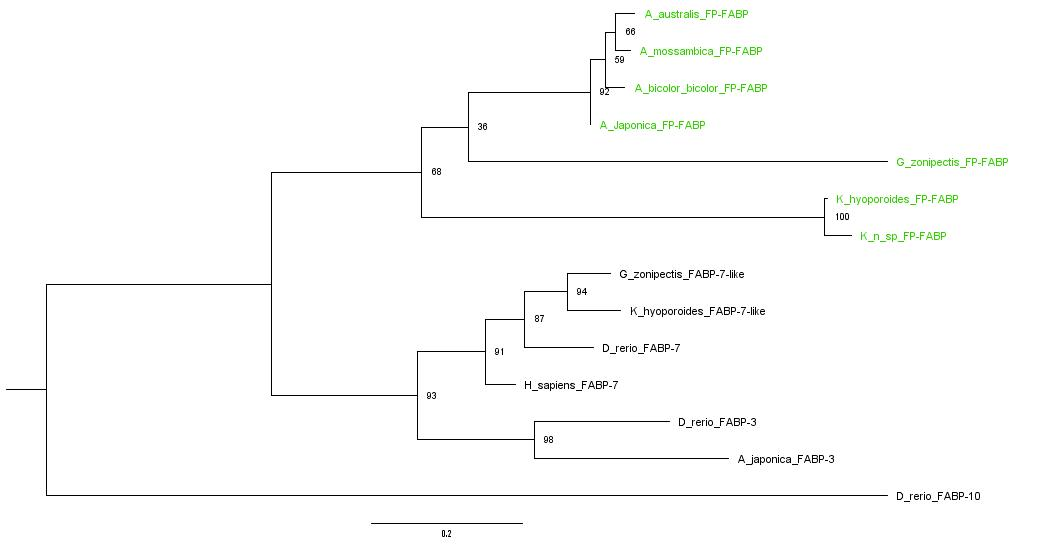 A_australis_FP-FABP
66
A_mossambica_FP-FABP
59
A_bicolor_bicolor_FP-FABP
92
A_Japonica_FP-FABP
36
G_zonipectis_FP-FABP
68
K_hyoporoides_FP-FABP
100
K_n_sp_FP-FABP
G_zonipectis_FABP-7-like
94
K_hyoporoides_FABP-7-like
87
D_rerio_FABP-7
91
H_sapiens_FABP-7
93
D_rerio_FABP-3
98
A_japonica_FABP-3
D_rerio_FABP-10
0.2